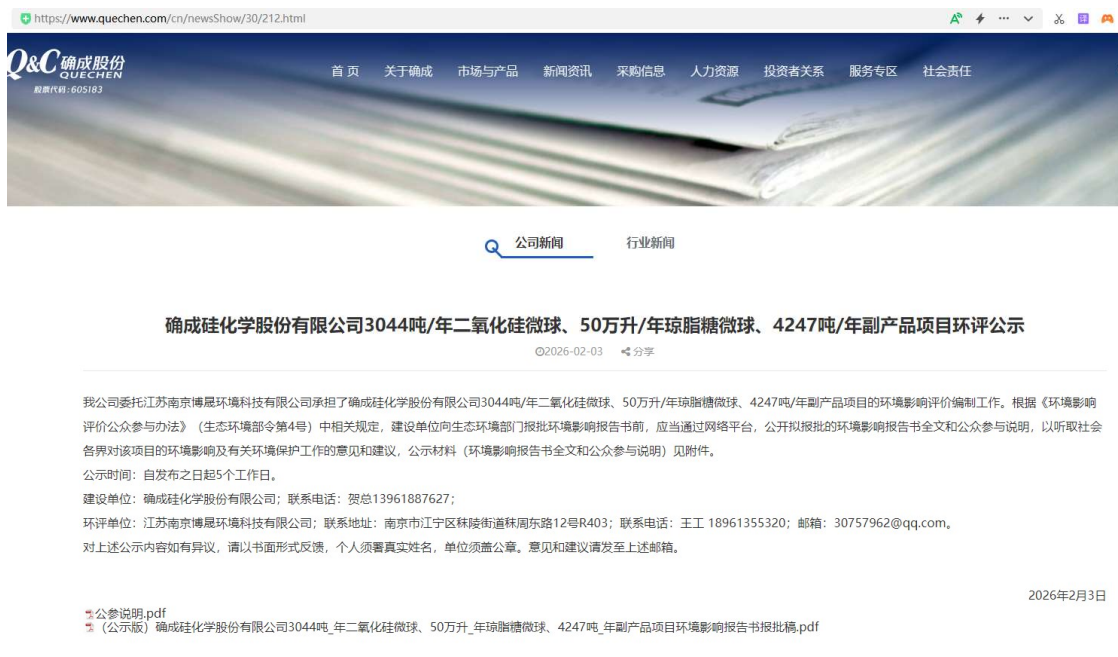 https://www.quechen.com/cn/newsShow/30/212.html
Q&C 确成股份
QUECHEN
股票代码:605183
首页 关于确成 市场与产品 新闻资讯 采购信息 人力资源 投资者关系 服务专区 社会责任
公司新闻 行业新闻
确成硅化学股份有限公司3044吨/年二氧化硅微球、50万升/年琼脂糖微球、4247吨/年副产品项目环评公示
2026-02-03 分享
我公司委托江苏南京博晟环境科技有限公司承担了确成硅化学股份有限公司3044吨/年二氧化硅微球、50万升/年琼脂糖微球、4247吨/年副产品项目的环境影响评价编制工作。根据《环境影响
评价公众参与办法》（生态环境部令第4号）中相关规定，建设单位向生态环境部门报批环境影响报告书前，应当通过网络平台，公开拟报批的环境影响报告书全文和公众参与说明，以听取社会
各界对该项目的环境影响及有关环境保护工作的意见和建议，公示材料（环境影响报告书全文和公众参与说明）见附件。
公示时间：自发布之日起5个工作日。
建设单位：确成硅化学股份有限公司；联系电话：贺总13961887627；
环评单位：江苏南京博晟环境科技有限公司；联系地址：南京市江宁区秣陵街道秣周东路12号R403；联系电话：王工 18961355320；邮箱：30757962@qq.com。
对上述公示内容如有异议，请以书面形式反馈，个人须署真实姓名，单位须盖公章。意见和建议请发至上述邮箱。
2026年2月3日
公参说明.pdf
（公示版）确成硅化学股份有限公司3044吨_年二氧化硅微球、50万升_年琼脂糖微球、4247吨_年副产品项目环境影响报告书报批稿.pdf